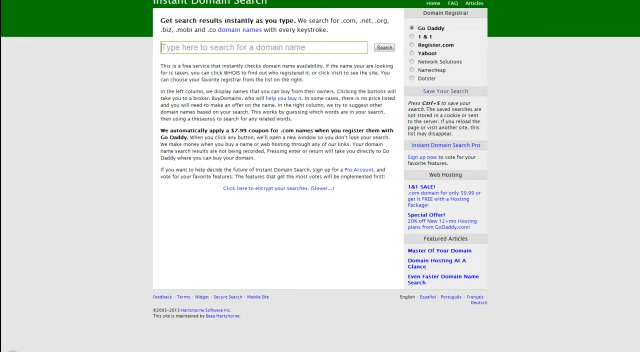 Instant Domain Search
Home FAQ Articles
Get search results instantly as you type. We search for .com, .net, .org,
.biz, .mobi and .co domain names with every keystroke.
Type here to search for a domain name
Search
This is a free service that instantly checks domain name availability. If the name your are looking
for is taken, you can click WHOIS to find out who registered it, or click Visit to see the site. You
can choose your favorite registrar from the list on the right.
In the left column, we display names that you can buy from their owners. Clicking the buttons will
take you to a broker, BuyDomains, who will help you buy it. In some cases, there is no price listed
and you will need to make an offer on the name. In the right column, we try to suggest other
domain names based on your search. This works by guessing which words are in your search,
then using a thesaurus to search for any related words.
We automatically apply a $7.99 coupon for .com names when you register them with
Go Daddy. When you click any button, we'll open a new window so you don't lose your search.
We make money when you buy a name or web hosting through any of our links. Your domain
name search results are not being recorded. Pressing enter or return will take you directly to Go
Daddy where you can buy your domain.
If you want to help decide the future of Instant Domain Search, sign up for a Pro Account, and
vote for your favorite features. The features that get the most votes will be implemented first!
Click here to encrypt your searches. (Slower...)
Domain Registrar
Go Daddy
1 & 1
Register.com
Yahoo!
Network Solutions
Namecheap
Dotster
Save Your Search
Press Ctrl+S to save your
search. The saved searches are
not stored in a cookie or sent
to the server. If you reload the
page or visit another site, this
list may disappear.
Instant Domain Search Pro
Sign up now to vote for your
favorite features.
Web Hosting
1&1 SALE!
.com domain for only $0.99 or
get it FREE with a Hosting
Package!
Special Offer!
20% off New 12+mo Hosting
plans from GoDaddy.com!
Featured Articles
Master Of Your Domain
Domain Hosting At A
Glance
Even Faster Domain Name
Search
Feedback · Terms · Widget · Secure Search · Mobile Site
English · Español · Português · Français ·
Deutsch
©2005-2013 Hartshorne Software Inc.
This site is maintained by Beau Hartshorne.